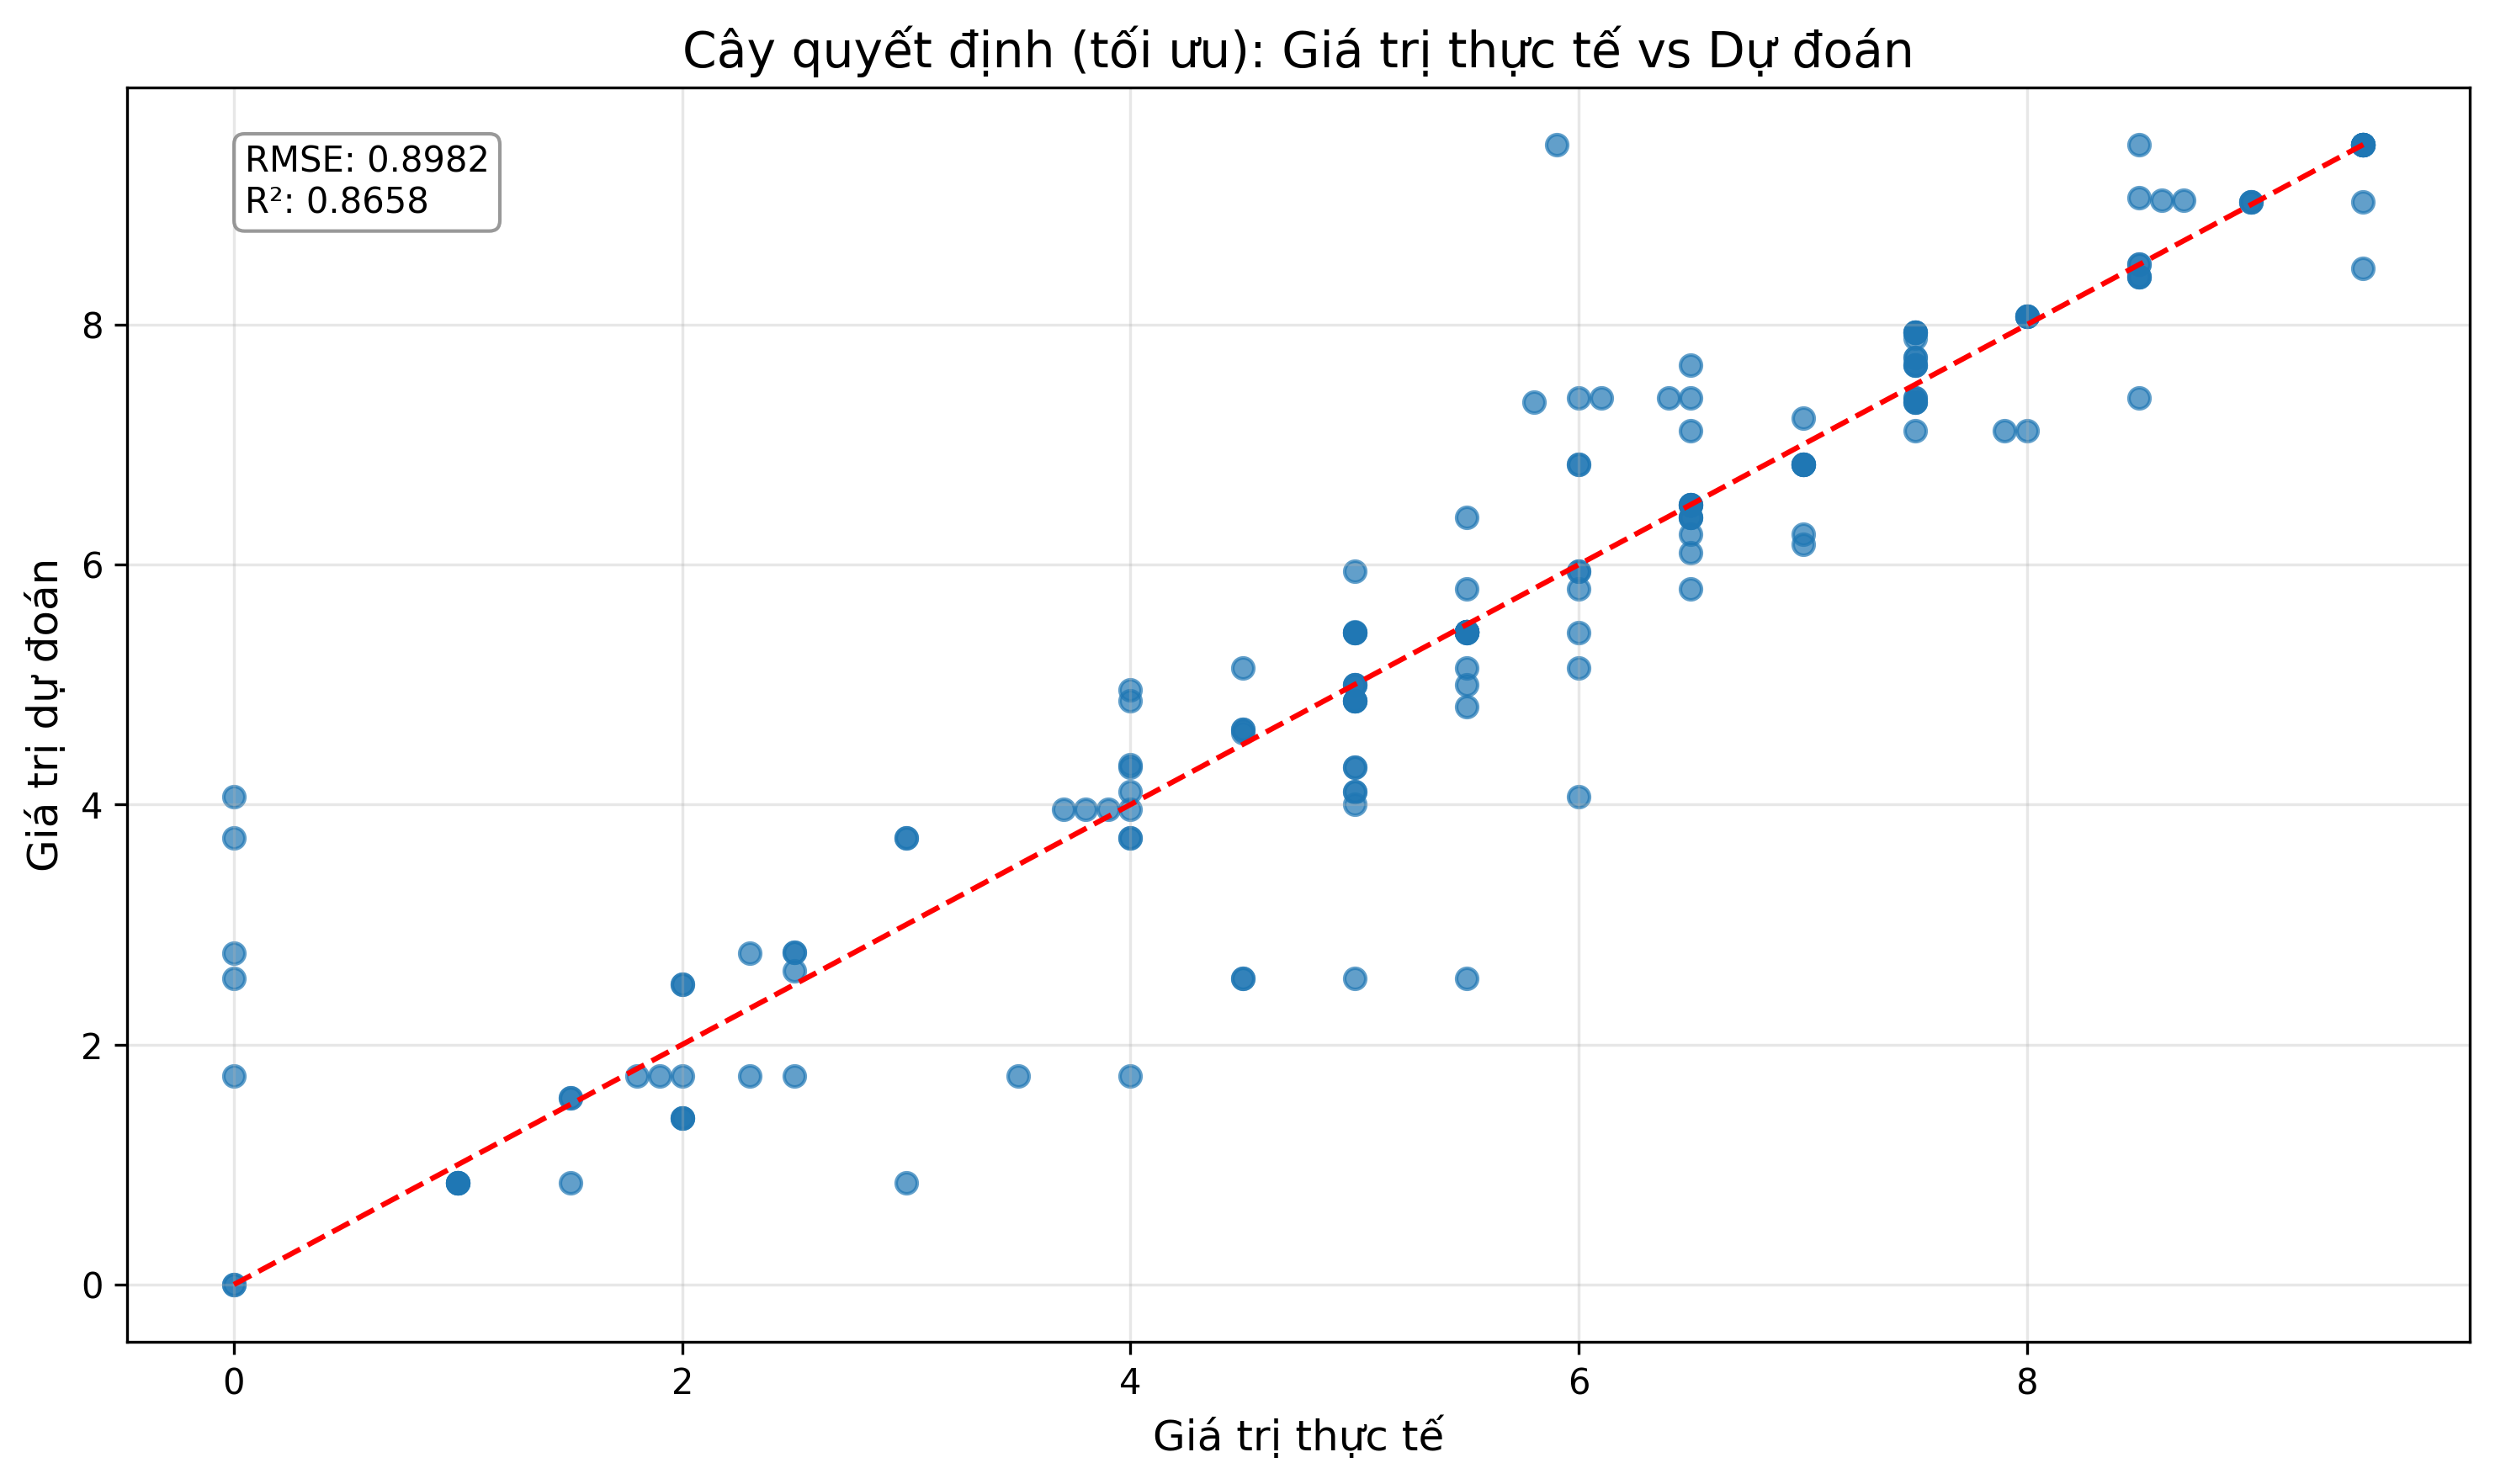 Cây quyết định (tối ưu): Giá trị thực tế vs Dự đoán
RMSE: 0.8982
R²: 0.8658
Giá trị dự đoán
8
6
4
2
0
0 2 4 6 8
Giá trị thực tế